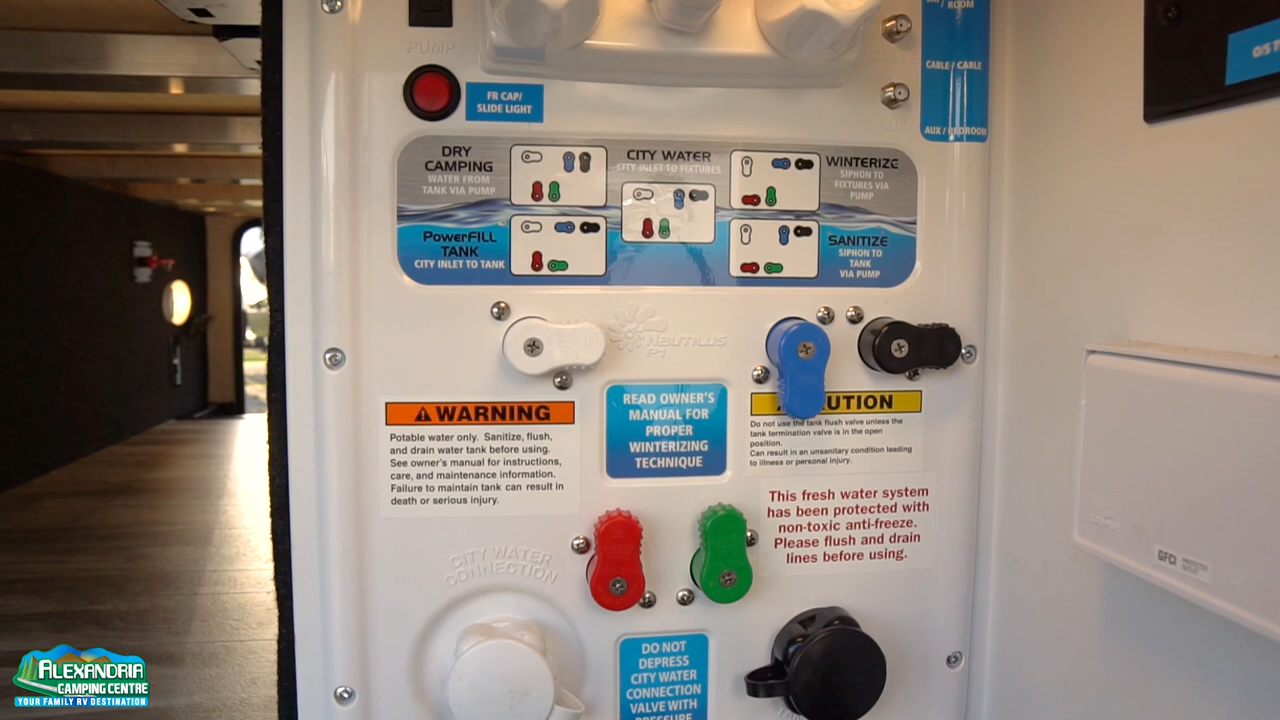 PUMP
FR CAP/
SLIDE LIGHT
ROOM
CABLE / CABLE
AUX / BEDROOM
DRY
CAMPING
WATER FROM
TANK VIA PUMP
CITY WATER
CITY INLET TO FIXTURES
WINTERIZE
SIPHON TO
FIXTURES VIA
PUMP
PowerFILL
TANK
CITY INLET TO TANK
SANITIZE
SIPHON TO
TANK
VIA PUMP
NAUTILUS
P1
WARNING
Potable water only. Sanitize, flush,
and drain water tank before using.
See owner's manual for instructions,
care, and maintenance information.
Failure to maintain tank can result in
death or serious injury.
READ OWNER'S
MANUAL FOR
PROPER
WINTERIZING
TECHNIQUE
UTION
Do not use the tank flush valve unless the
tank termination valve is in the open
position.
Can result in an unsanitary condition leading
to illness or personal injury.
This fresh water system
has been protected with
non-toxic anti-freeze.
Please flush and drain
lines before using.
CITY WATER
CONNECTION
DO NOT
DEPRESS
CITY WATER
CONNECTION
VALVE WITH
PRESSURE
GFCI
ALEXANDRIA
CAMPING CENTRE
YOUR FAMILY RV DESTINATION